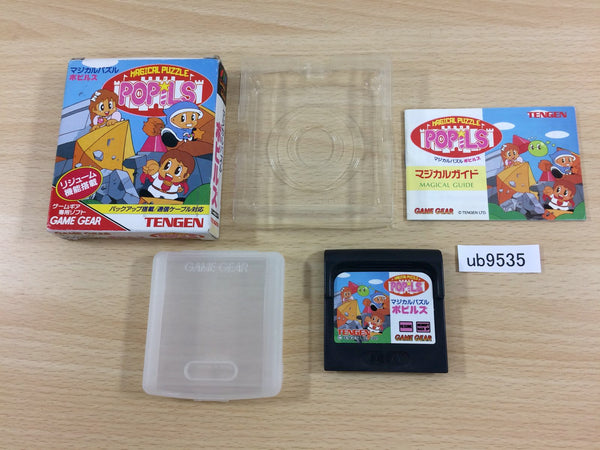 マジカルパズル
ポピルス
MAGICAL PUZZLE
POPILS
リジューム
機能搭載
ゲームギア
専用ソフト
GAME GEAR
バックアップ搭載/通信ケーブル対応
TENGEN
TENGEN
MAGICAL PUZZLE
POPILS
マジカルパズル ポピルス
マジカルガイド
MAGICAL GUIDE
GAME GEAR
© TENGEN LTD
ub9535
GAME GEAR
MAGICAL PUZZLE
POPILS
マジカルパズル
ポピルス
TENGEN
GAME GEAR